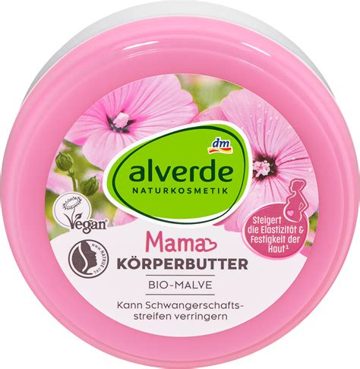 dm
alverde
NATURKOSMETIK
Vegan
Mama
KÖRPERBUTTER
BIO-MALVE
Kann Schwangerschafts-
streifen verringern
Steigert
die Elastizität &
Festigkeit der
Haut¹